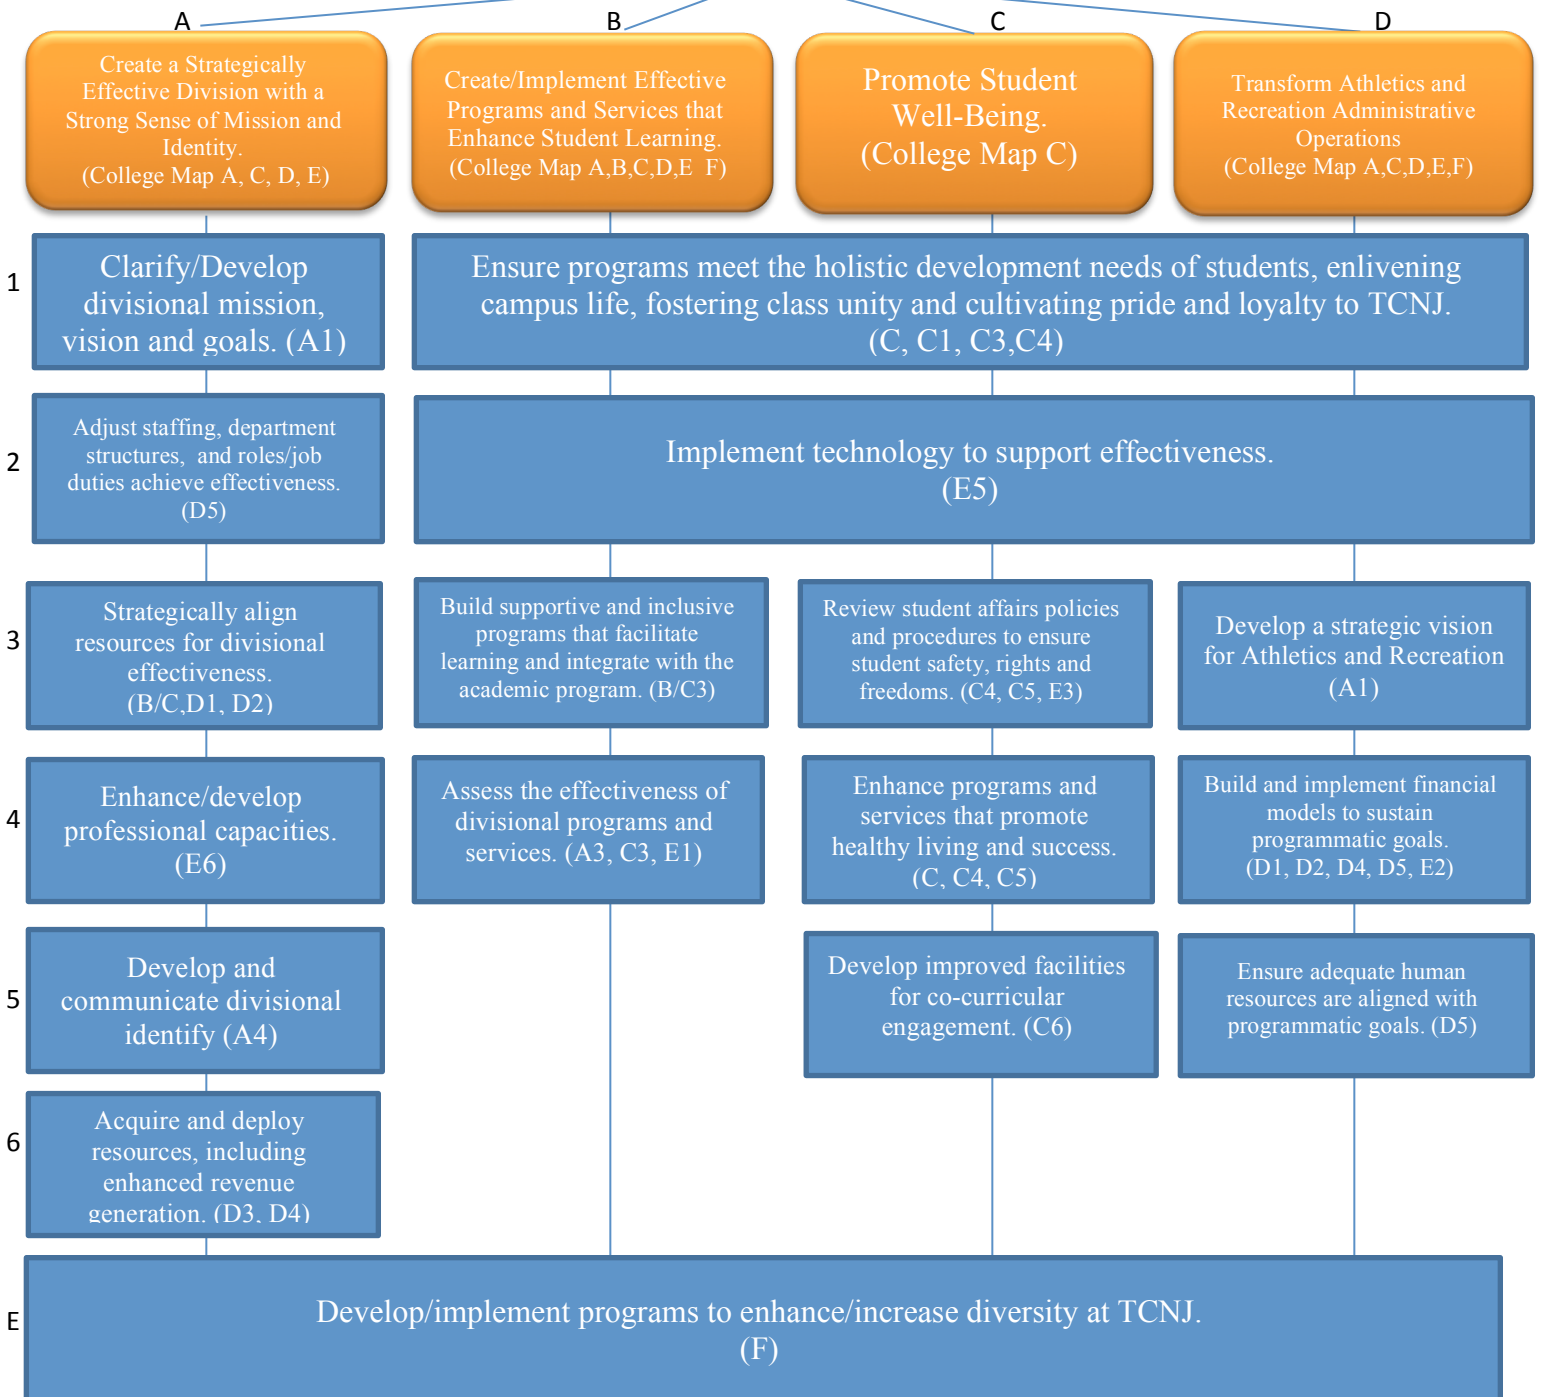 A
B
C
D
Create a Strategically
Effective Division with a
Strong Sense of Mission and
Identity.
(College Map A, C, D, E)
Create/Implement Effective
Programs and Services that
Enhance Student Learning.
(College Map A,B,C,D,E F)
Promote Student
Well-Being.
(College Map C)
Transform Athletics and
Recreation Administrative
Operations
(College Map A,C,D,E,F)
1
Clarify/Develop
divisional mission,
vision and goals. (A1)
Ensure programs meet the holistic development needs of students, enlivening
campus life, fostering class unity and cultivating pride and loyalty to TCNJ.
(C, C1, C3,C4)
2
Adjust staffing, department
structures, and roles/job
duties achieve effectiveness.
(D5)
Implement technology to support effectiveness.
(E5)
3
Strategically align
resources for divisional
effectiveness.
(B/C,D1, D2)
Build supportive and inclusive
programs that facilitate
learning and integrate with the
academic program. (B/C3)
Review student affairs policies
and procedures to ensure
student safety, rights and
freedoms. (C4, C5, E3)
Develop a strategic vision
for Athletics and Recreation
(A1)
4
Enhance/develop
professional capacities.
(E6)
Assess the effectiveness of
divisional programs and
services. (A3, C3, E1)
Enhance programs and
services that promote
healthy living and success.
(C, C4, C5)
Build and implement financial
models to sustain
programmatic goals.
(D1, D2, D4, D5, E2)
5
Develop and
communicate divisional
identify (A4)
Develop improved facilities
for co-curricular
engagement. (C6)
Ensure adequate human
resources are aligned with
programmatic goals. (D5)
6
Acquire and deploy
resources, including
enhanced revenue
generation. (D3, D4)
E
Develop/implement programs to enhance/increase diversity at TCNJ.
(F)